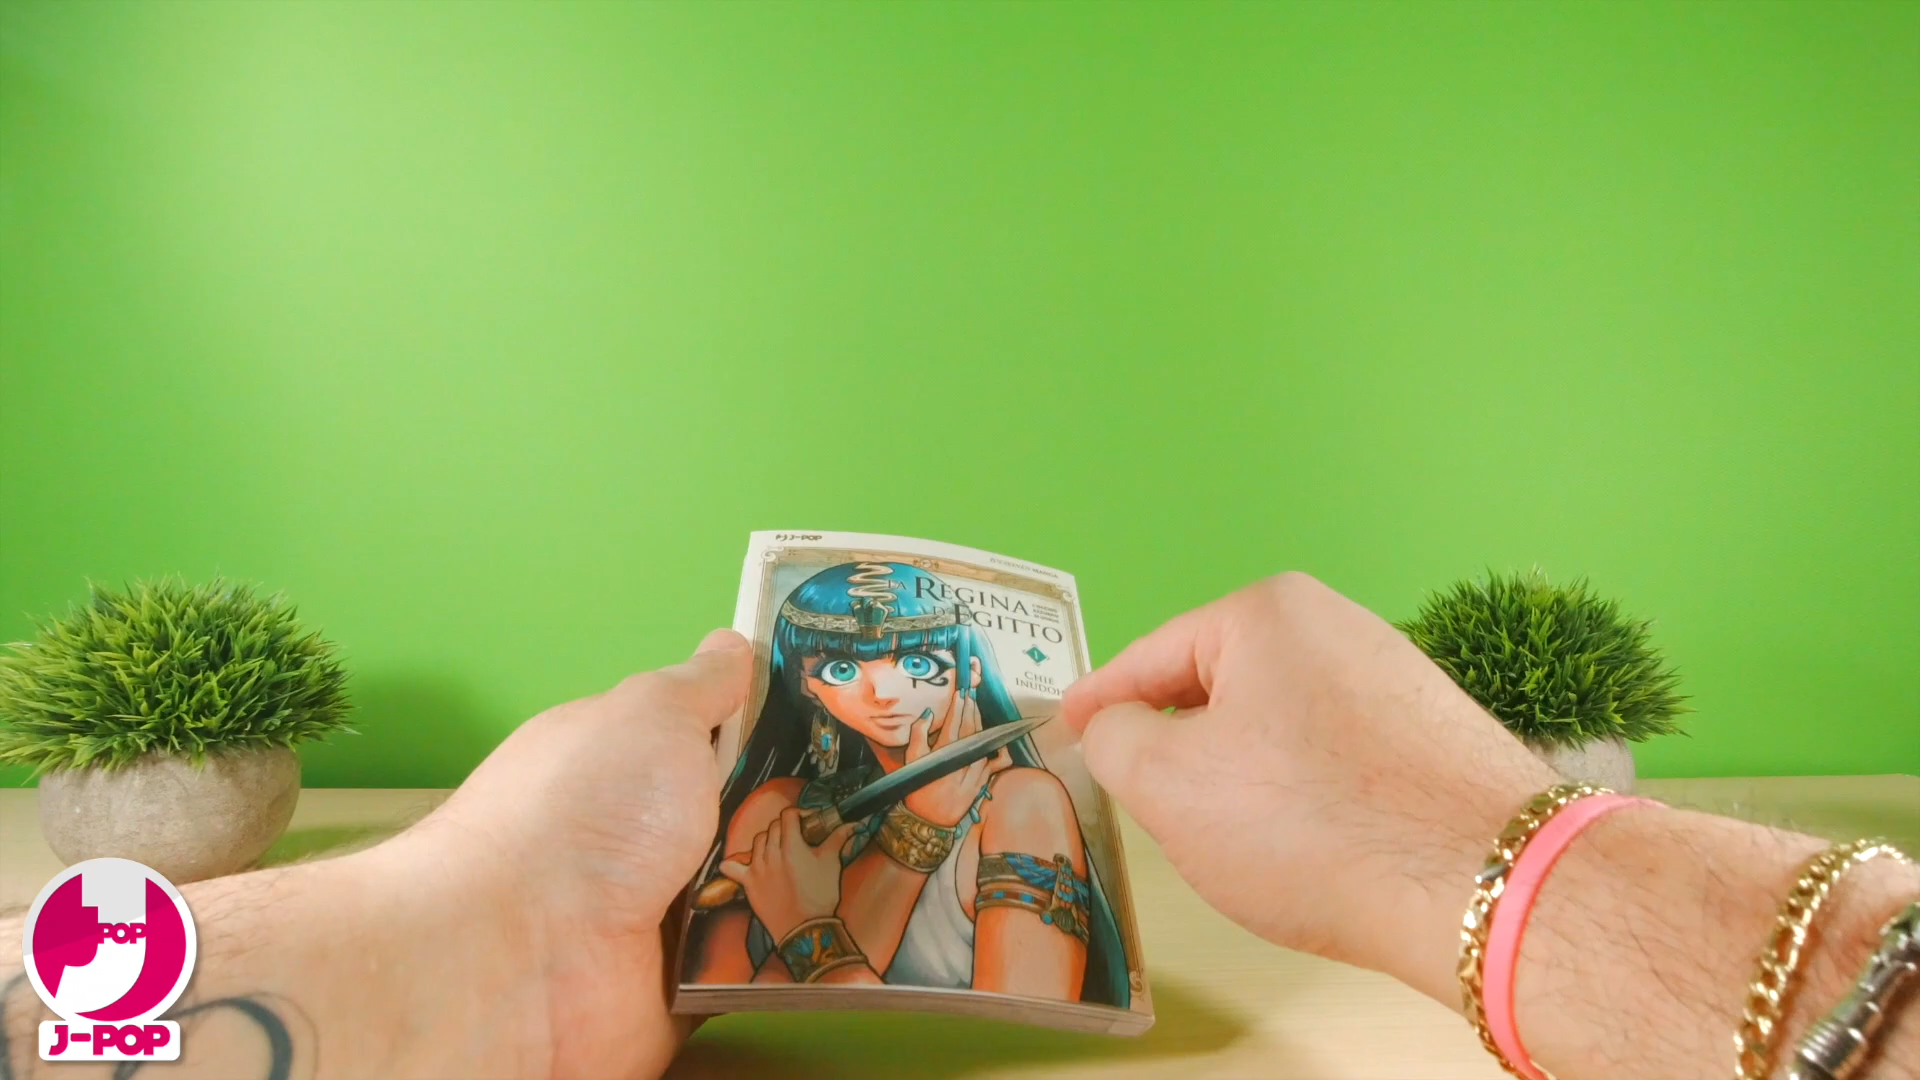 J-POP
LA REGINA
D'EGITTO
1
CHIE
INUDOH
POP
J-POP